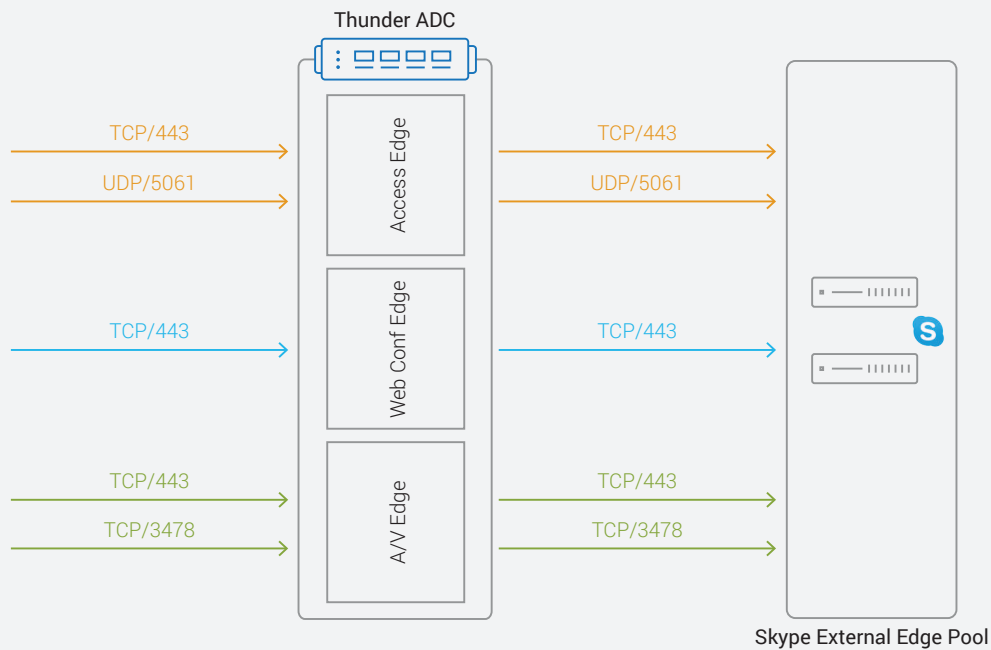 Thunder ADC
TCP/443
TCP/443
UDP/5061
UDP/5061
Access Edge
TCP/443
TCP/443
Web Conf Edge
TCP/443
TCP/443
TCP/3478
TCP/3478
A/V Edge
S
Skype External Edge Pool